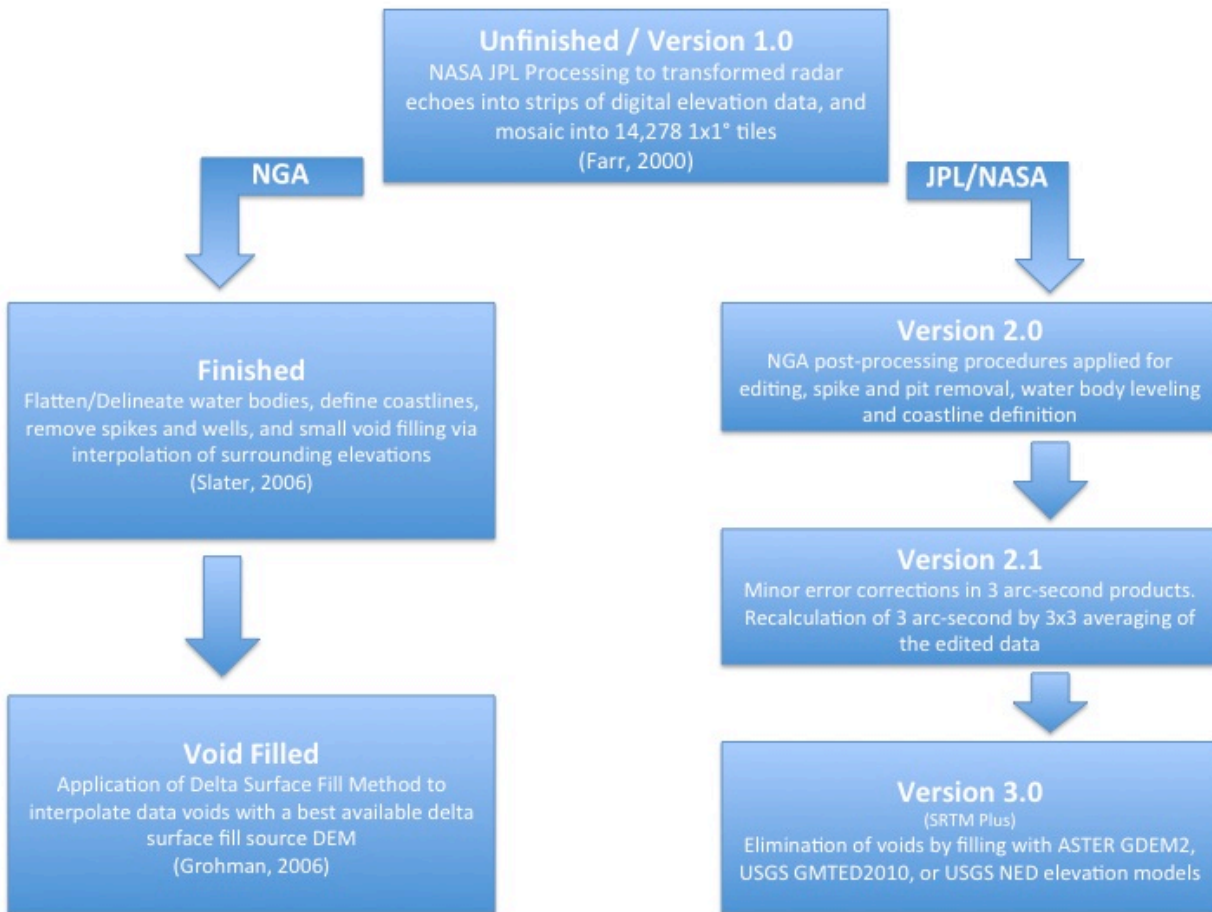 Unfinished / Version 1.0
NASA JPL Processing to transformed radar
echoes into strips of digital elevation data, and
mosaic into 14,278 1x1° tiles
(Farr, 2000)
NGA
JPL/NASA
Finished
Flatten/Delineate water bodies, define coastlines,
remove spikes and wells, and small void filling via
interpolation of surrounding elevations
(Slater, 2006)
Void Filled
Application of Delta Surface Fill Method to
interpolate data voids with a best available delta
surface fill source DEM
(Grohman, 2006)
Version 2.0
NGA post-processing procedures applied for
editing, spike and pit removal, water body leveling
and coastline definition
Version 2.1
Minor error corrections in 3 arc-second products.
Recalculation of 3 arc-second by 3x3 averaging of
the edited data
Version 3.0
(SRTM Plus)
Elimination of voids by filling with ASTER GDEM2,
USGS GMTED2010, or USGS NED elevation models